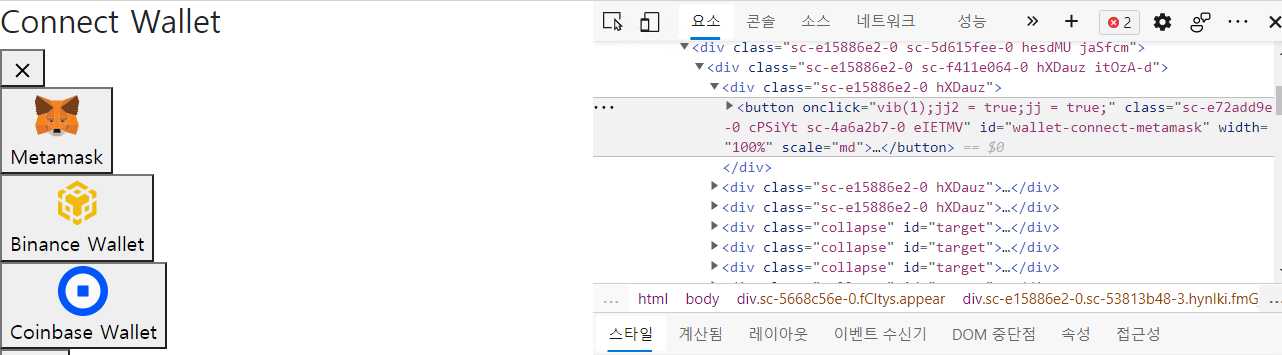 Connect Wallet
×
Metamask
Binance Wallet
Coinbase Wallet
요소 콘솔 소스 네트워크 성능 » + 2 ··· ×
▼<div class="sc-e15886e2-0 sc-5d615fee-0 hesdMU jaSfcm">
▼<div class="sc-e15886e2-0 sc-f411e064-0 hXDauz itOzA-d">
▼<div class="sc-e15886e2-0 hXDauz">
··· ▶<button onclick="vib(1);jj2 = true;jj = true;" class="sc-e72add9e
-0 cPSiYt sc-4a6a2b7-0 eIETMV" id="wallet-connect-metamask" width=
"100%" scale="md">…</button> == $0
</div>
▶<div class="sc-e15886e2-0 hXDauz">…</div>
▶<div class="sc-e15886e2-0 hXDauz">…</div>
▶<div class="collapse" id="target">…</div>
▶<div class="collapse" id="target">…</div>
▶<div class="collapse" id="target">…</div>
... html body div.sc-5668c56e-0.fCItys.appear div.sc-e15886e2-0.sc-53813b48-3.hynIki.fmG ...
스타일 계산됨 레이아웃 이벤트 수신기 DOM 중단점 속성 접근성